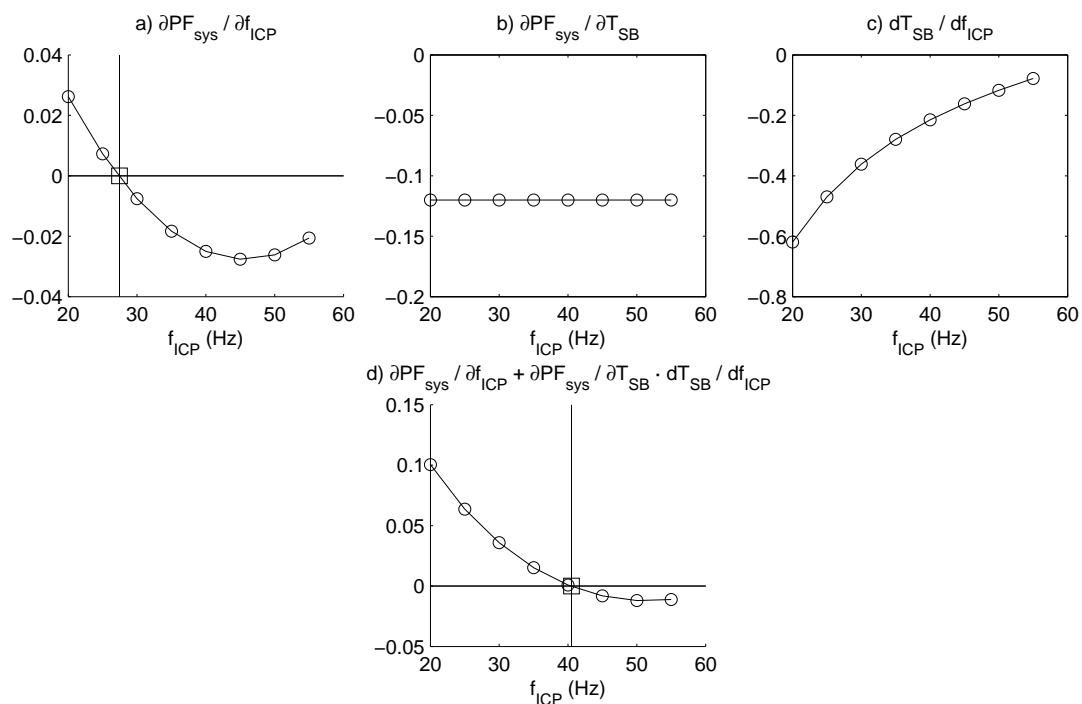 a) ∂PF_sys / ∂f_ICP
0.04
0.02
0
−0.02
−0.04
20 30 40 50 60
f_ICP (Hz)
b) ∂PF_sys / ∂T_SB
0
−0.05
−0.1
−0.15
−0.2
20 30 40 50 60
f_ICP (Hz)
c) dT_SB / df_ICP
0
−0.2
−0.4
−0.6
−0.8
20 30 40 50 60
f_ICP (Hz)
d) ∂PF_sys / ∂f_ICP + ∂PF_sys / ∂T_SB · dT_SB / df_ICP
0.15
0.1
0.05
0
−0.05
20 30 40 50 60
f_ICP (Hz)